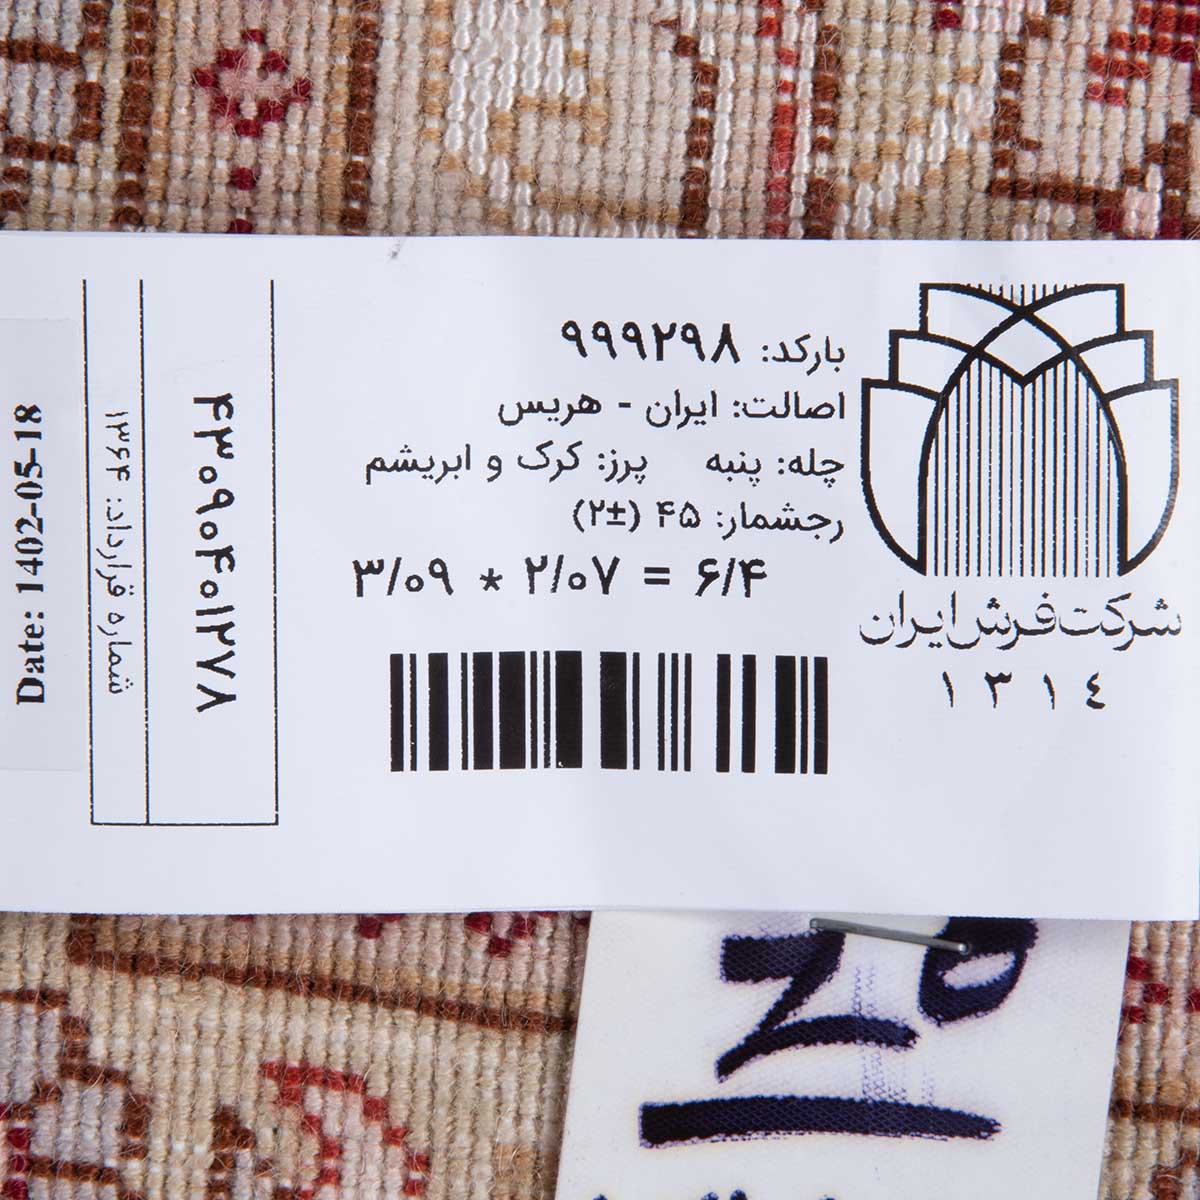 بارکد: ۹۹۹۲۹۸
اصالت: ایران - هریس
چله: پنبه پرز: کرک و ابریشم
رجشمار: ۴۵ (±۲)
۳/۰۹ * ۲/۰۷ = ۶/۴
شرکت فرش ایران
۱۳۱٤
۴۳۰۹۰۴۰۱۲۷۸
شماره قرارداد: ۱۳۶۴
Date: 1402-05-18